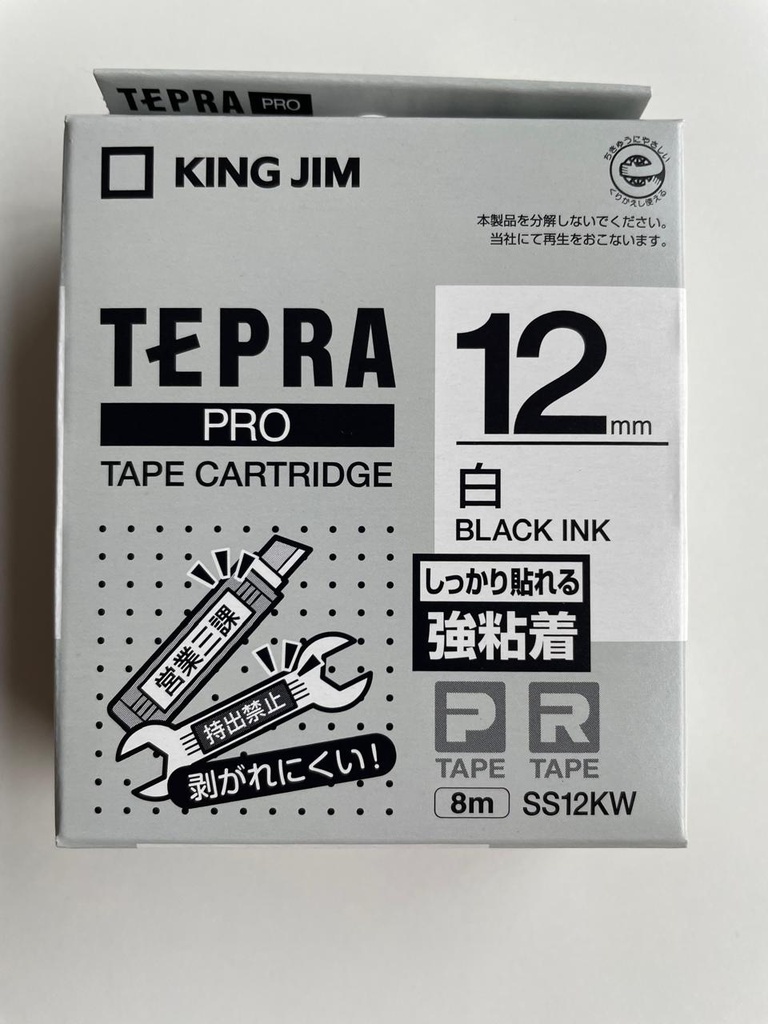 TEPRA PRO
KING JIM
ちきゅうにやさしい
くりかえし使える
本製品を分解しないでください。
当社にて再生をおこないます。
TEPRA
PRO
TAPE CARTRIDGE
12mm
白
BLACK INK
しっかり貼れる
強粘着
営業三課
持出禁止
剥がれにくい!
P
TAPE
R
TAPE
8m SS12KW